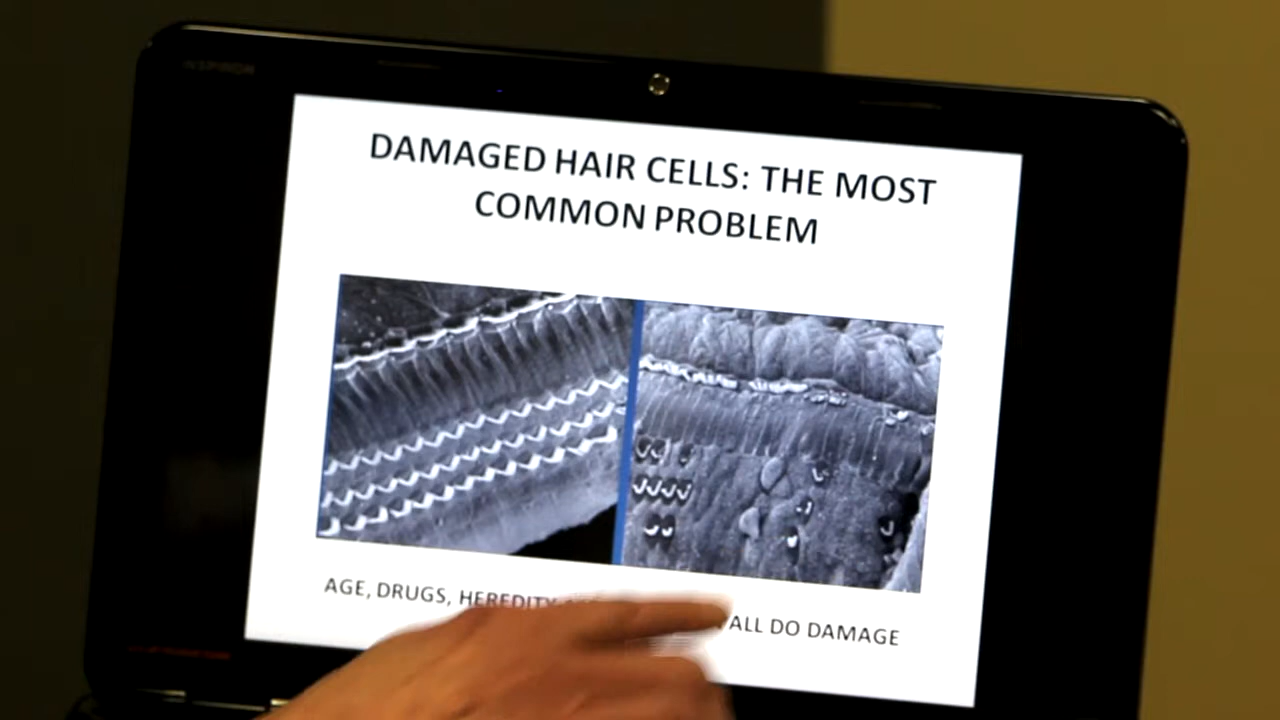 DAMAGED HAIR CELLS: THE MOST
COMMON PROBLEM
AGE, DRUGS, HEREDITY ALL DO DAMAGE